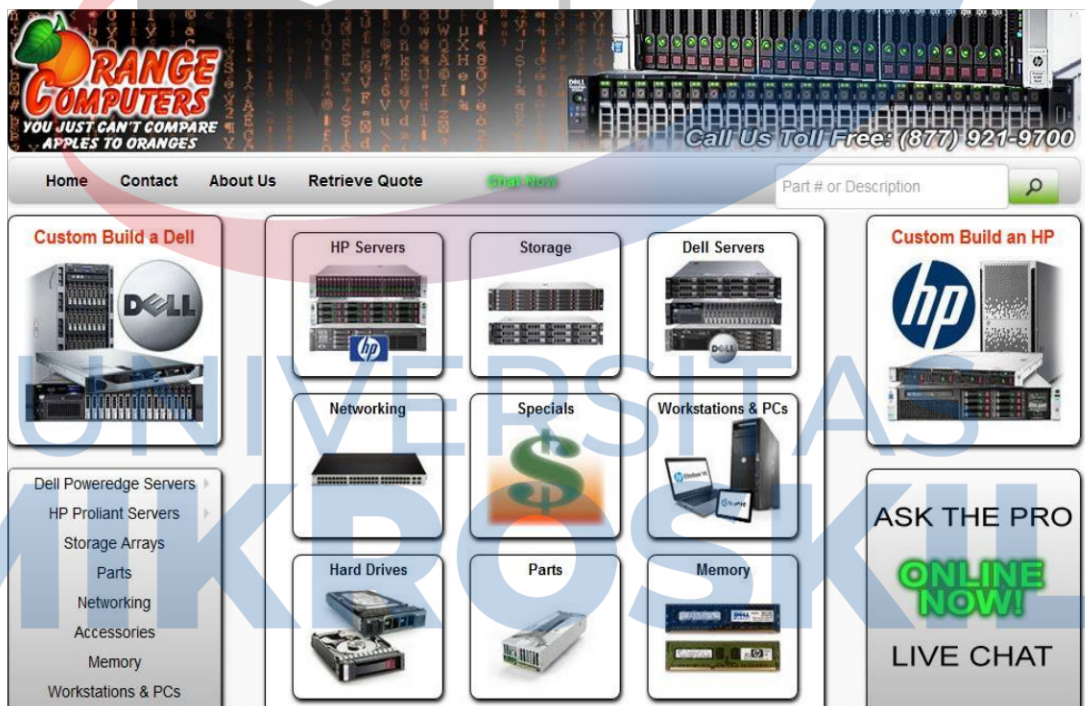 ORANGE
COMPUTERS
YOU JUST CAN'T COMPARE
APPLES TO ORANGES
Call Us Toll Free: (877) 921-9700
Home Contact About Us Retrieve Quote Chat Now
Part # or Description
Custom Build a Dell
DELL
HP Servers
hp
Storage
Dell Servers
DELL
Custom Build an HP
hp
Networking
Specials
$
Workstations & PCs
Hard Drives
Parts
Memory
Dell Poweredge Servers
HP Proliant Servers
Storage Arrays
Parts
Networking
Accessories
Memory
Workstations & PCs
ASK THE PRO
ONLINE
NOW!
LIVE CHAT
UNIVERSITAS
MIKROSKIL